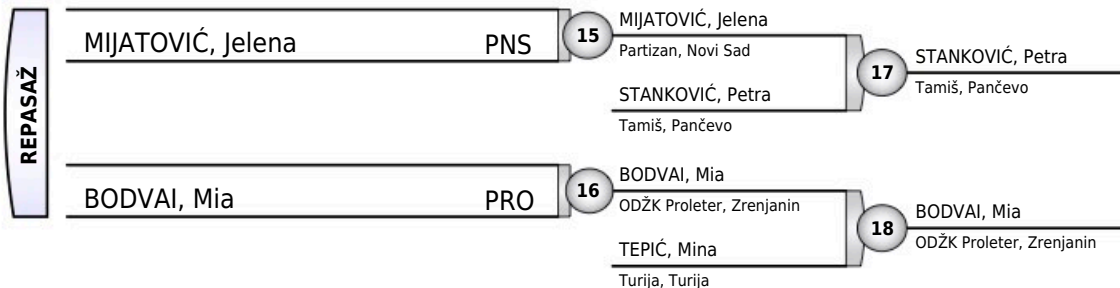 REPASAŽ
MIJATOVIĆ, Jelena PNS
15
MIJATOVIĆ, Jelena
Partizan, Novi Sad
STANKOVIĆ, Petra
Tamiš, Pančevo
17
STANKOVIĆ, Petra
Tamiš, Pančevo
BODVAI, Mia PRO
16
BODVAI, Mia
ODŽK Proleter, Zrenjanin
TEPIĆ, Mina
Turija, Turija
18
BODVAI, Mia
ODŽK Proleter, Zrenjanin